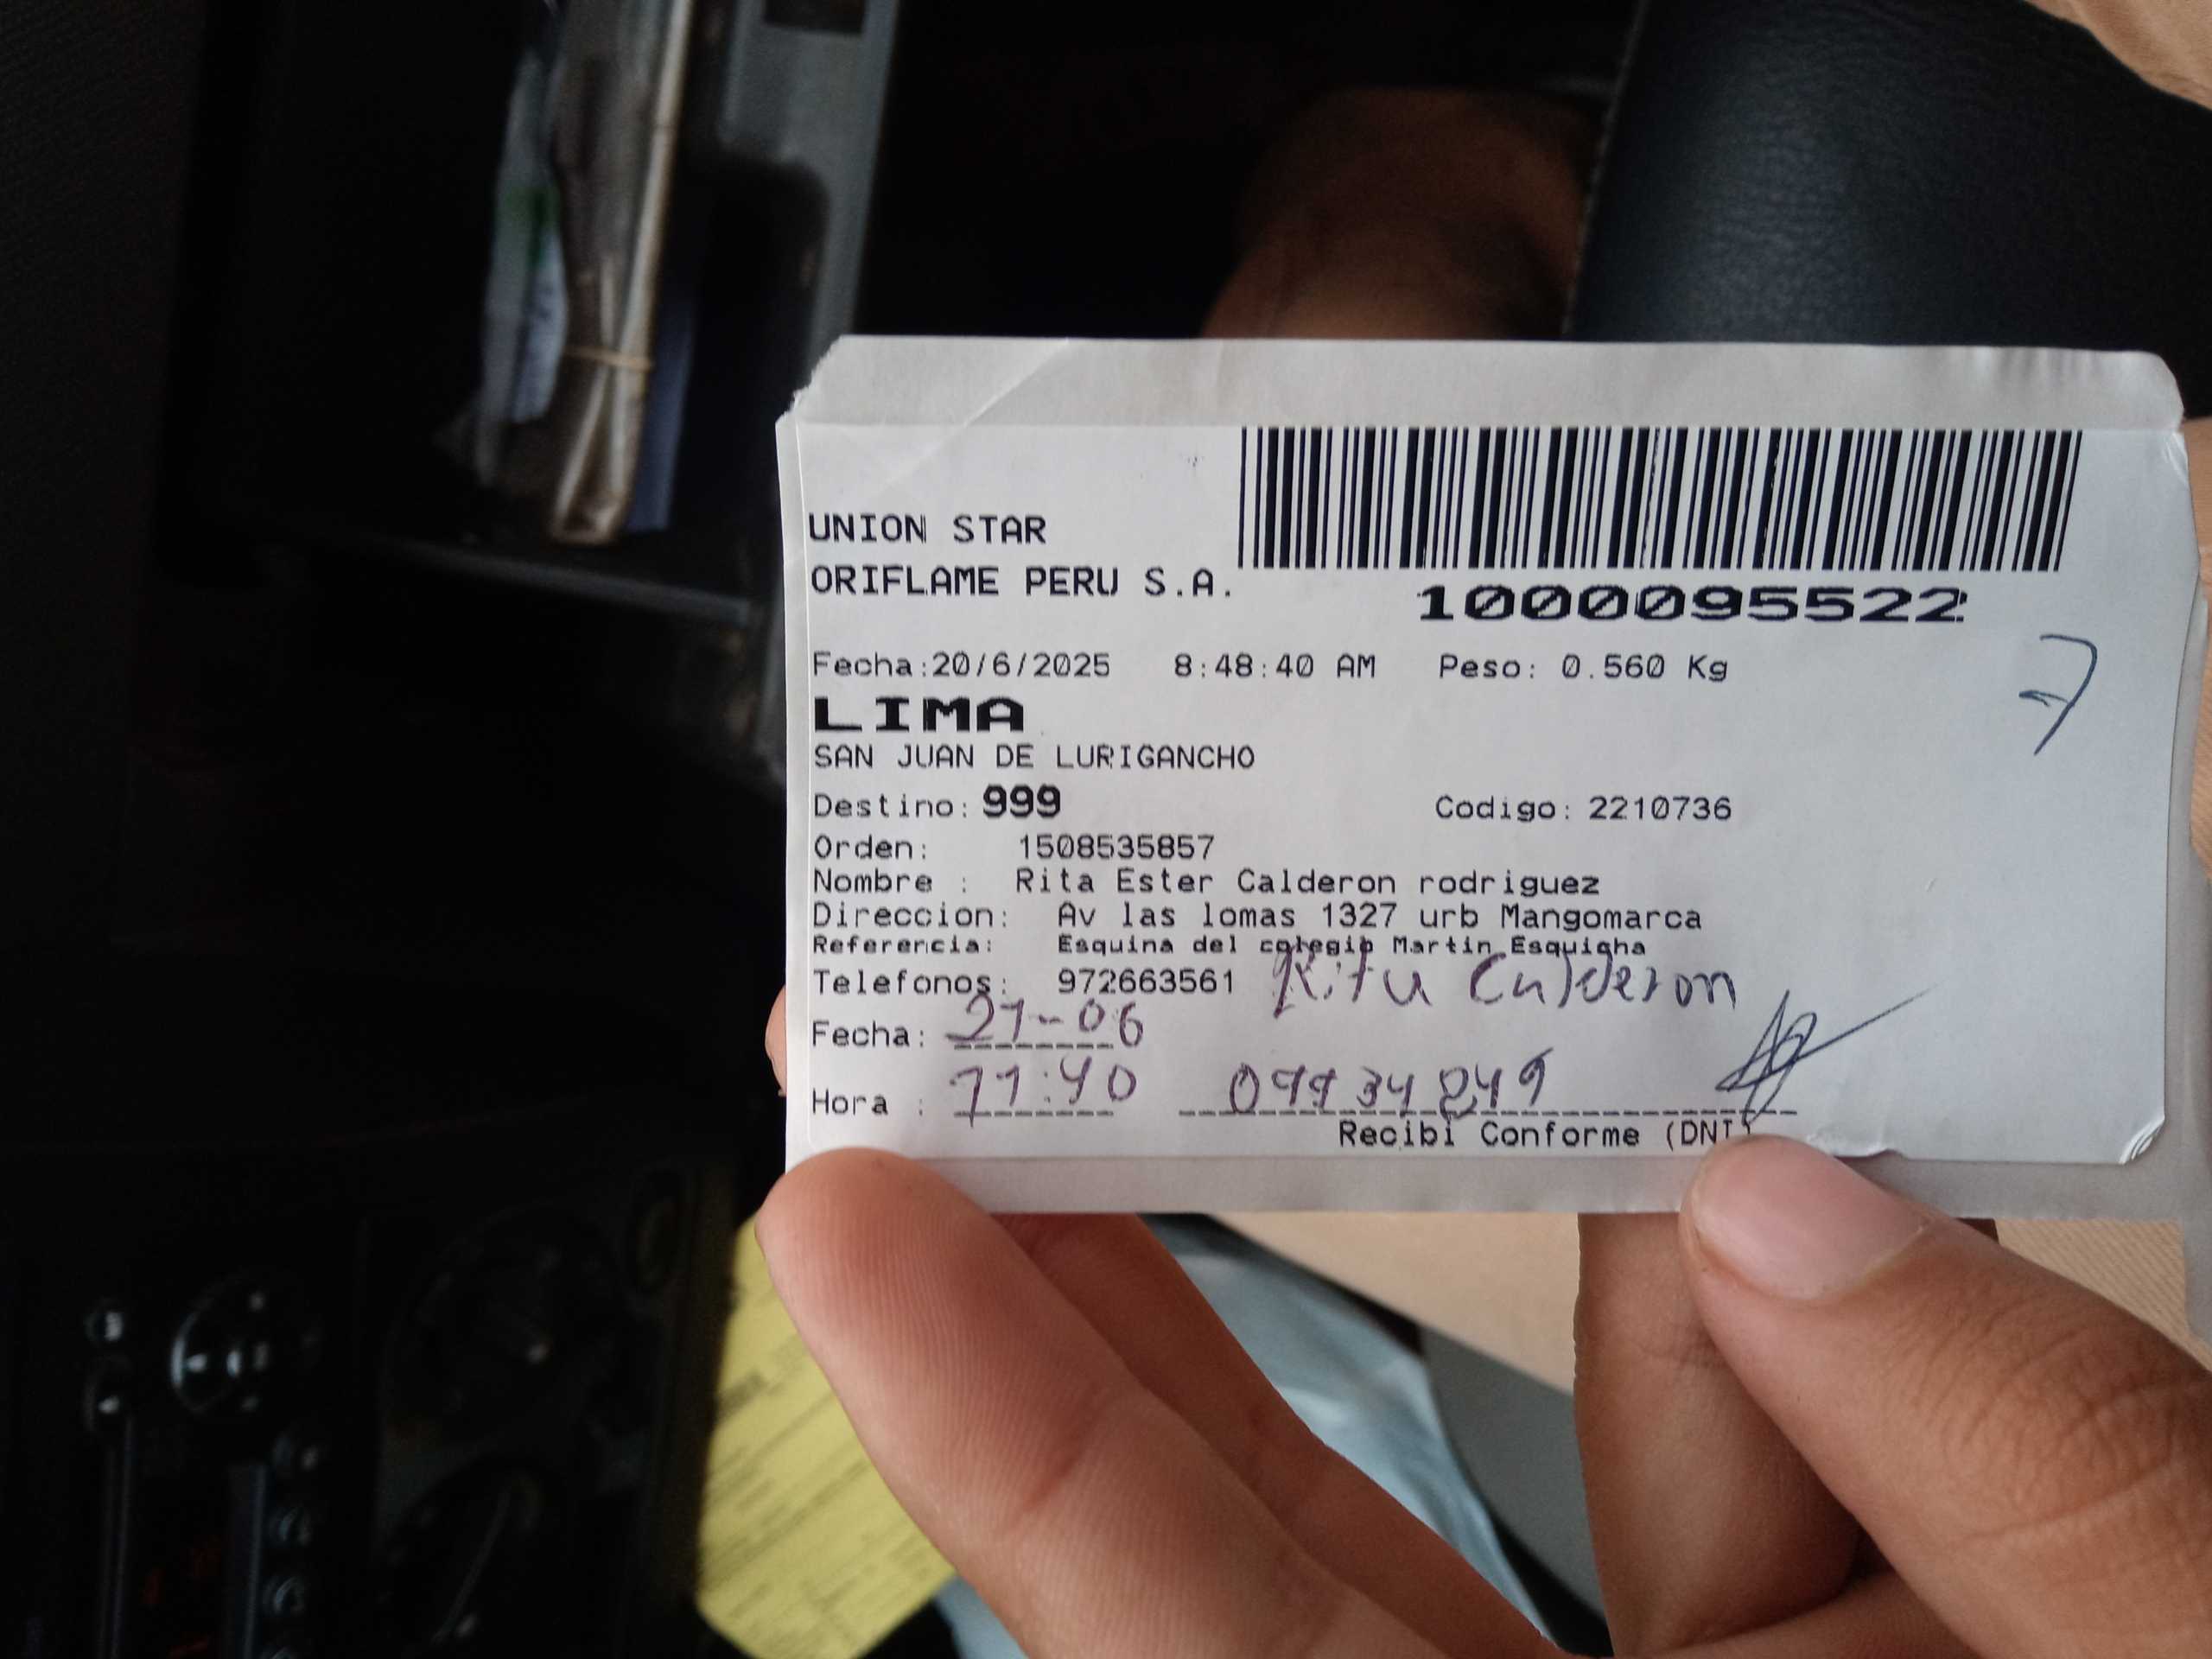 UNION STAR
ORIFLAME PERU S.A.
1000095522
Fecha:20/6/2025 8:48:40 AM Peso: 0.560 Kg
7
LIMA
SAN JUAN DE LURIGANCHO
Destino: 999 Codigo: 2210736
Orden: 1508535857
Nombre : Rita Ester Calderon rodriguez
Direccion: Av las lomas 1327 urb Mangomarca
Referencia: Esquina del colegio Martin Esquicha
Telefonos: 972663561 Rita Calderon
Fecha: 21-06
Hora : 11:40
Recibi Conforme (DNI)